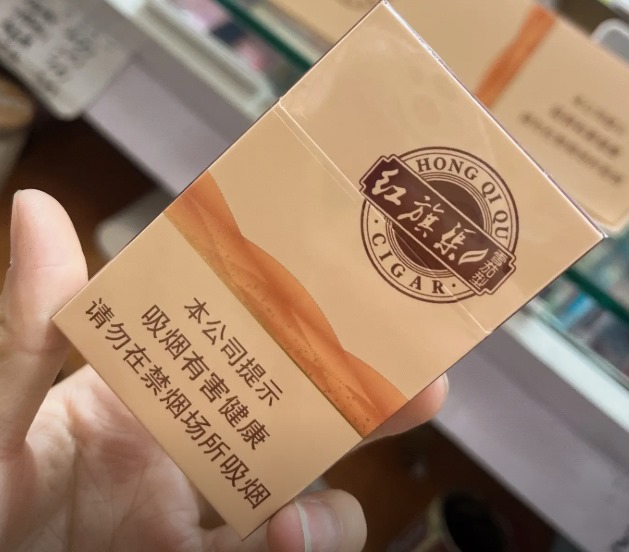 HONG QI QU
红旗渠
雪茄型
· CIGAR ·
本公司提示
吸烟有害健康
请勿在禁烟场所吸烟